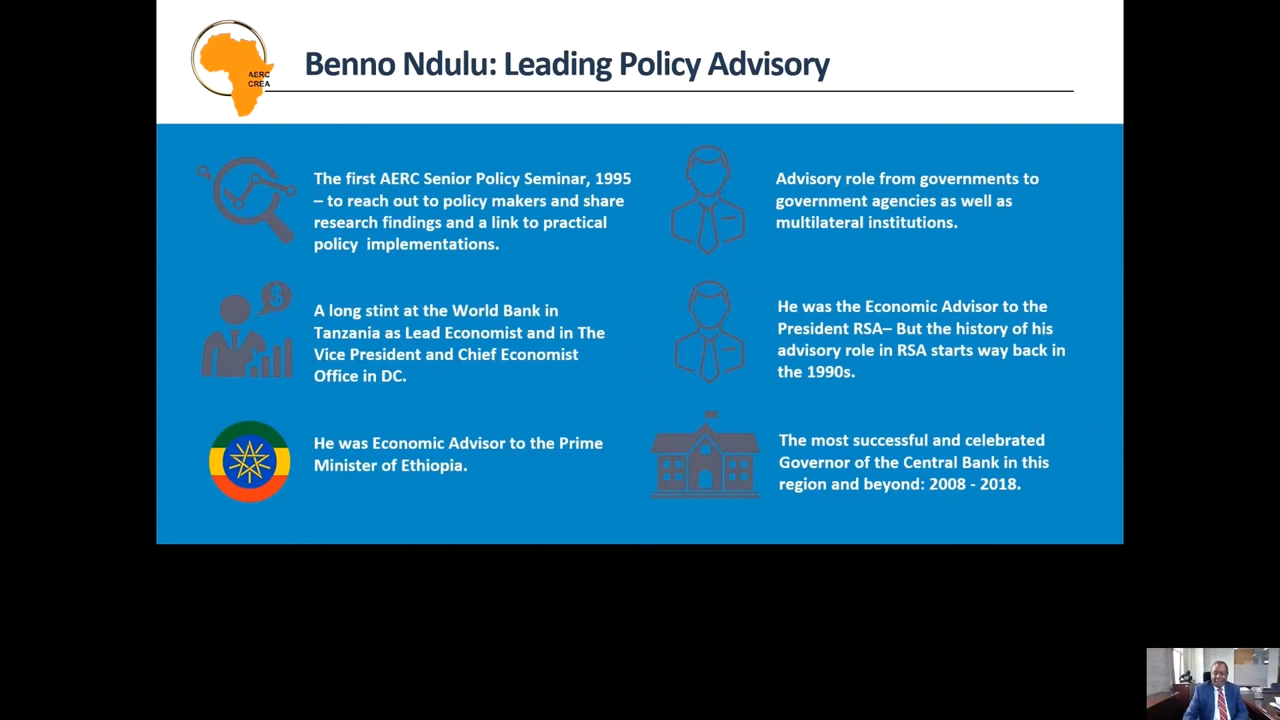 AERC
CREA
Benno Ndulu: Leading Policy Advisory
The first AERC Senior Policy Seminar, 1995
– to reach out to policy makers and share
research findings and a link to practical
policy implementations.
A long stint at the World Bank in
Tanzania as Lead Economist and in The
Vice President and Chief Economist
Office in DC.
He was Economic Advisor to the Prime
Minister of Ethiopia.
Advisory role from governments to
government agencies as well as
multilateral institutions.
He was the Economic Advisor to the
President RSA– But the history of his
advisory role in RSA starts way back in
the 1990s.
The most successful and celebrated
Governor of the Central Bank in this
region and beyond: 2008 - 2018.